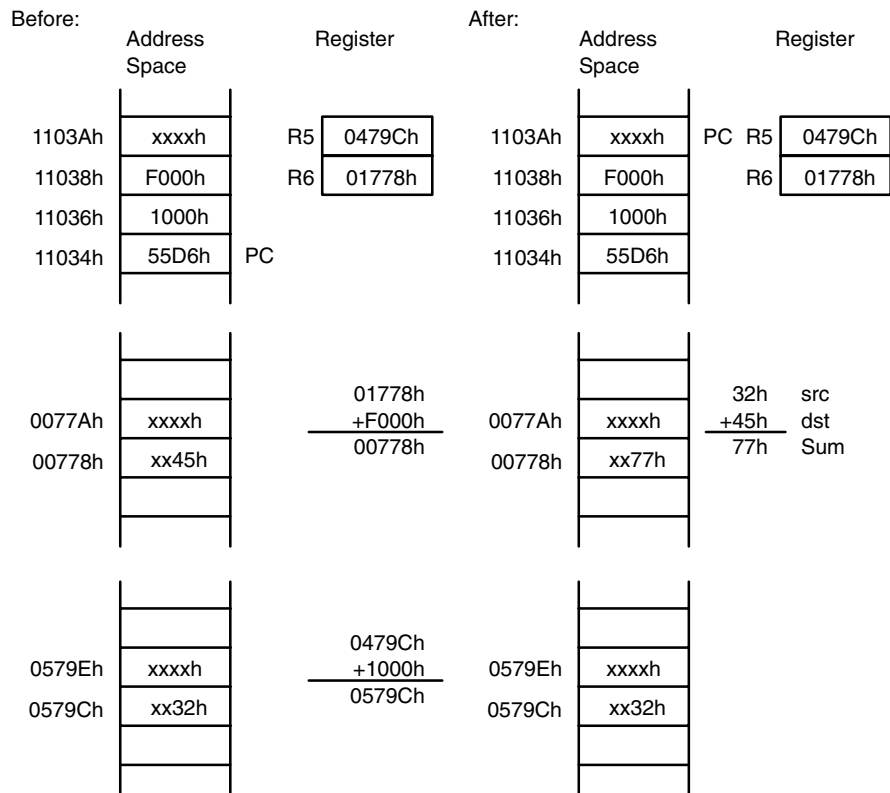 Before:
After:
Address Space
Register
Address Space
Register
1103Ah xxxxh R5 0479Ch 1103Ah xxxxh PC R5 0479Ch
11038h F000h R6 01778h 11038h F000h R6 01778h
11036h 1000h 11036h 1000h
11034h 55D6h PC 11034h 55D6h
01778h 32h src
0077Ah xxxxh +F000h 0077Ah xxxxh +45h dst
00778h xx45h 00778h 00778h xx77h 77h Sum
0479Ch
0579Eh xxxxh +1000h 0579Eh xxxxh
0579Ch xx32h 0579Ch 0579Ch xx32h